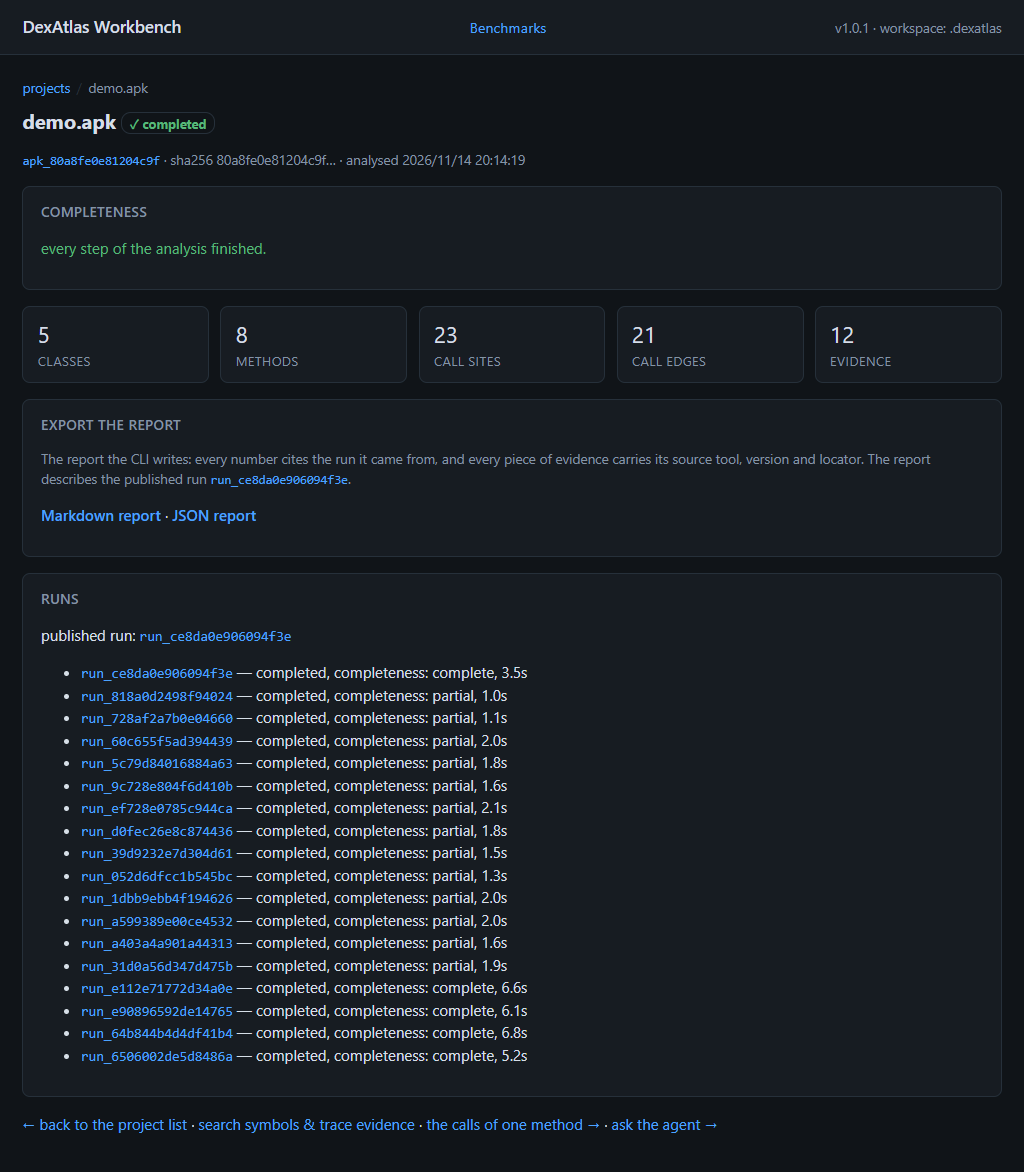 DexAtlas Workbench
Benchmarks
v1.0.1 · workspace: .dexatlas
projects / demo.apk
demo.apk ✓ completed
apk_80a8fe0e81204c9f · sha256 80a8fe0e81204c9f… · analysed 2026/11/14 20:14:19
COMPLETENESS
every step of the analysis finished.
5
CLASSES
8
METHODS
23
CALL SITES
21
CALL EDGES
12
EVIDENCE
EXPORT THE REPORT
The report the CLI writes: every number cites the run it came from, and every piece of evidence carries its source tool, version and locator. The report
describes the published run run_ce8da0e906094f3e.
Markdown report · JSON report
RUNS
published run: run_ce8da0e906094f3e
• run_ce8da0e906094f3e — completed, completeness: complete, 3.5s
• run_818a0d2498f94024 — completed, completeness: partial, 1.0s
• run_728af2a7b0e04660 — completed, completeness: partial, 1.1s
• run_60c655f5ad394439 — completed, completeness: partial, 2.0s
• run_5c79d84016884a63 — completed, completeness: partial, 1.8s
• run_9c728e804f6d410b — completed, completeness: partial, 1.6s
• run_ef728e0785c944ca — completed, completeness: partial, 2.1s
• run_d0fec26e8c874436 — completed, completeness: partial, 1.8s
• run_39d9232e7d304d61 — completed, completeness: partial, 1.5s
• run_052d6dfcc1b545bc — completed, completeness: partial, 1.3s
• run_1dbb9ebb4f194626 — completed, completeness: partial, 2.0s
• run_a599389e00ce4532 — completed, completeness: partial, 2.0s
• run_a403a4a901a44313 — completed, completeness: partial, 1.6s
• run_31d0a56d347d475b — completed, completeness: partial, 1.9s
• run_e112e71772d34a0e — completed, completeness: complete, 6.6s
• run_e90896592de14765 — completed, completeness: complete, 6.1s
• run_64b844b4d4df41b4 — completed, completeness: complete, 6.8s
• run_6506002de5d8486a — completed, completeness: complete, 5.2s
← back to the project list · search symbols & trace evidence · the calls of one method → · ask the agent →